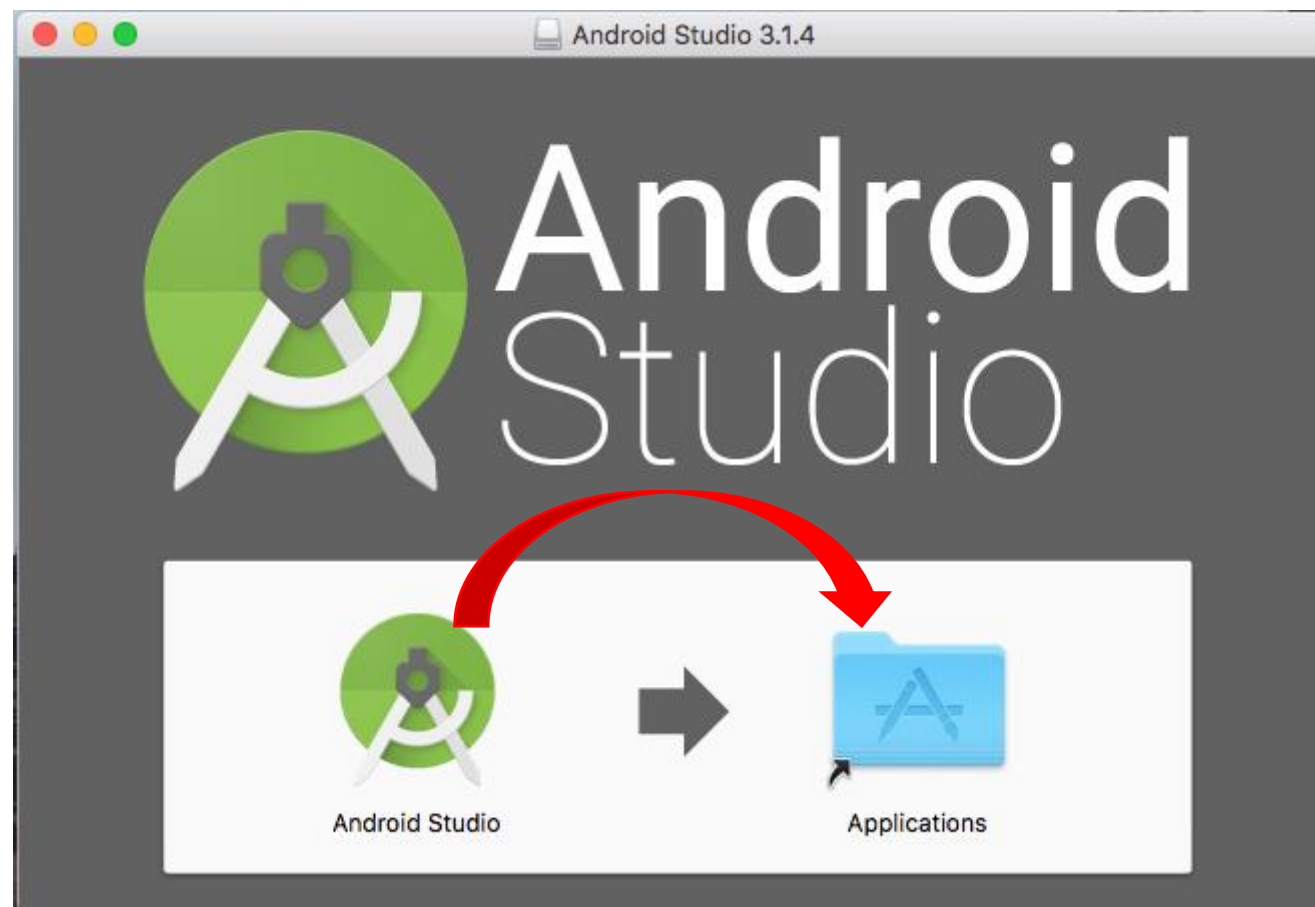 Android Studio 3.1.4
Android
Studio
Android Studio
Applications